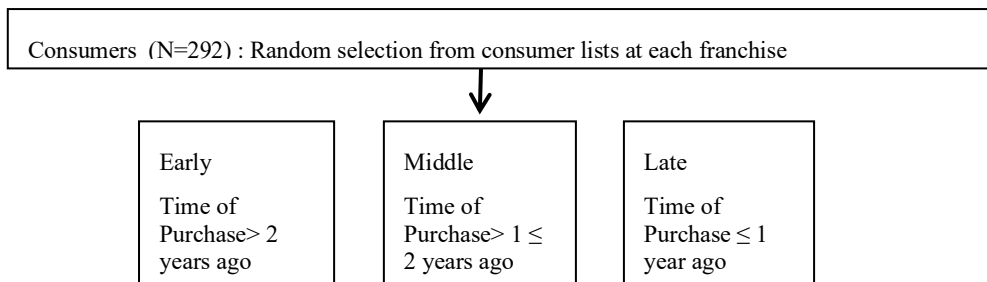 Consumers (N=292) : Random selection from consumer lists at each franchise
Early
Time of
Purchase> 2
years ago
Middle
Time of
Purchase> 1 ≤
2 years ago
Late
Time of
Purchase ≤ 1
year ago